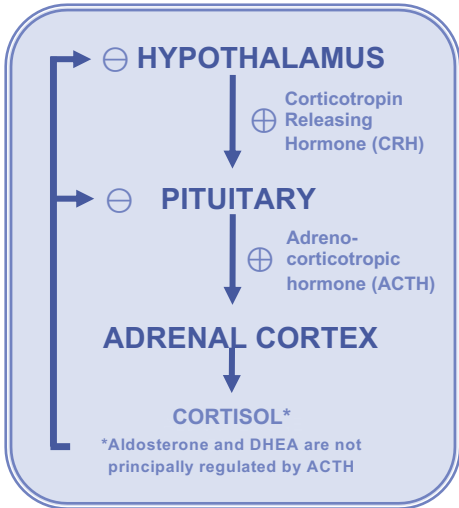 ⊖ HYPOTHALAMUS
⊕ Corticotropin
Releasing
Hormone (CRH)
⊖ PITUITARY
⊕ Adreno-
corticotropic
hormone (ACTH)
ADRENAL CORTEX
CORTISOL*
*Aldosterone and DHEA are not
principally regulated by ACTH